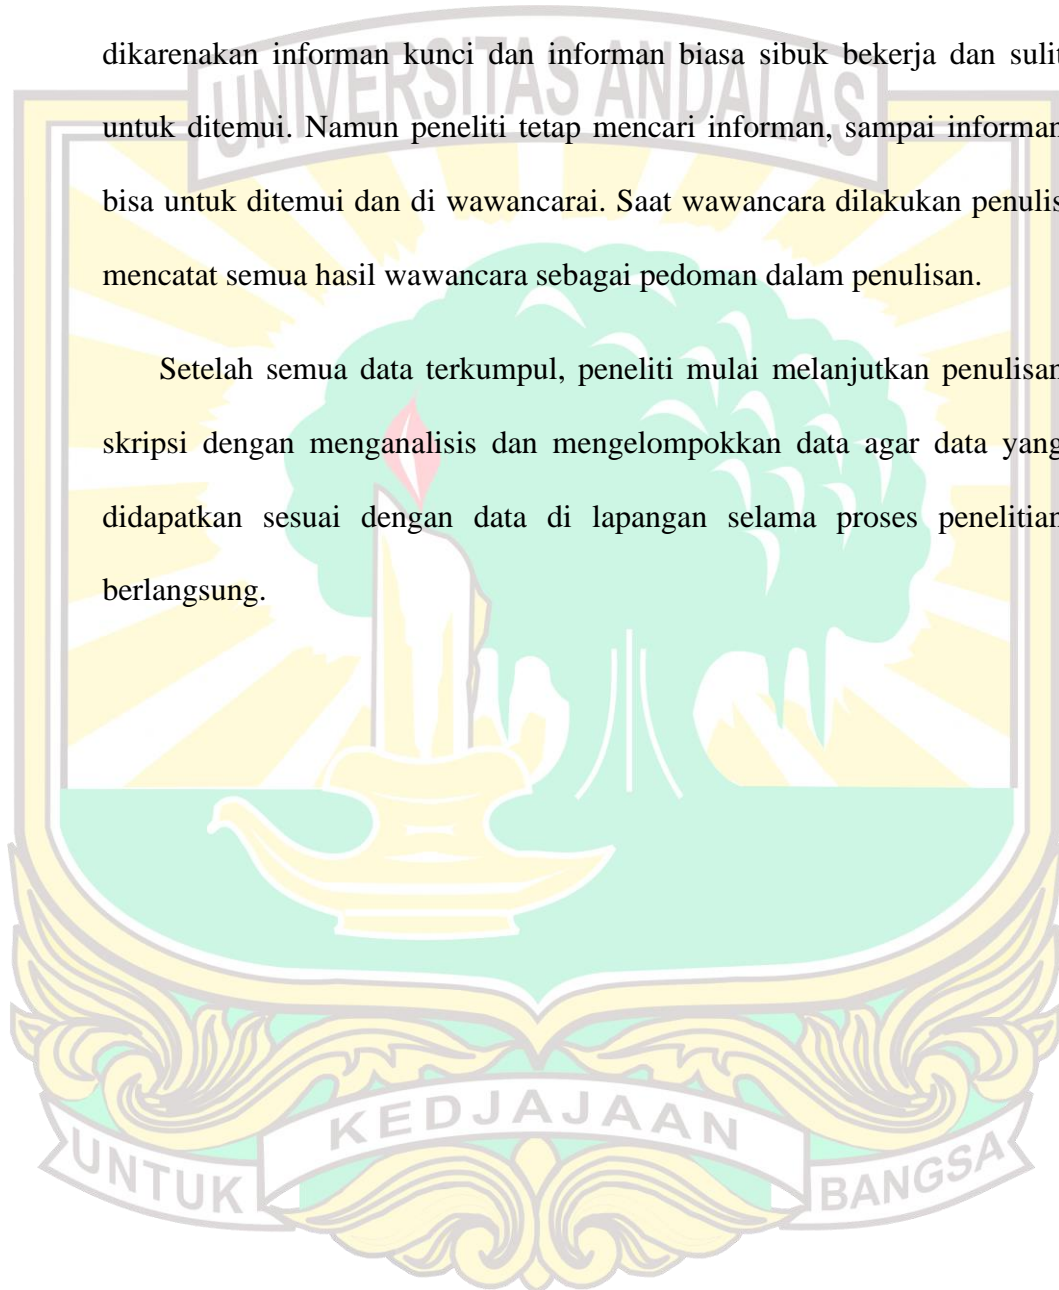 dikarenakan informan kunci dan informan biasa sibuk bekerja dan sulit
UNIVERSITAS ANDALAS
untuk ditemui. Namun peneliti tetap mencari informan, sampai informan
bisa untuk ditemui dan di wawancarai. Saat wawancara dilakukan penulis
mencatat semua hasil wawancara sebagai pedoman dalam penulisan.
Setelah semua data terkumpul, peneliti mulai melanjutkan penulisan
skripsi dengan menganalisis dan mengelompokkan data agar data yang
didapatkan sesuai dengan data di lapangan selama proses penelitian
berlangsung.
UNTUK KEDJAJAAN BANGSA